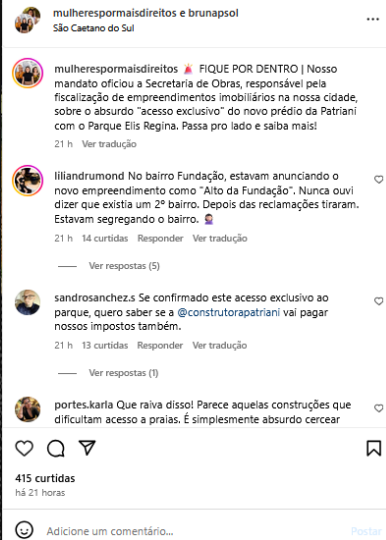 mulherespormaisdireitos e brunapsol
São Caetano do Sul
mulherespormaisdireitos 🚨 FIQUE POR DENTRO | Nosso
mandato oficiou a Secretaria de Obras, responsável pela
fiscalização de empreendimentos imobiliários na nossa cidade,
sobre o absurdo "acesso exclusivo" do novo prédio da Patriani
com o Parque Elis Regina. Passa pro lado e saiba mais!
21 h Ver tradução
liliandrumond No bairro Fundação, estavam anunciando o
novo empreendimento como "Alto da Fundação". Nunca ouvi
dizer que existia um 2º bairro. Depois das reclamações tiraram.
Estavam segregando o bairro. 🤦🏻‍♀️
21 h 14 curtidas Responder Ver tradução
Ver respostas (5)
sandrosanchez.s Se confirmado este acesso exclusivo ao
parque, quero saber se a @construtorapatriani vai pagar
nossos impostos também.
21 h 13 curtidas Responder Ver tradução
Ver respostas (1)
portes.karla Que raiva disso! Parece aquelas construções que
dificultam acesso a praias. É simplesmente absurdo cercear
415 curtidas
há 21 horas
Adicione um comentário...
Postar